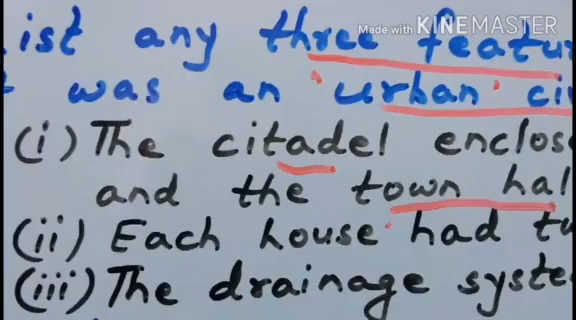 Made with KINEMASTER
ist any three featu
was an 'urban' ci
(i) The citadel enclos
and the town hal
(ii) Each house had tw
(iii) The drainage syste